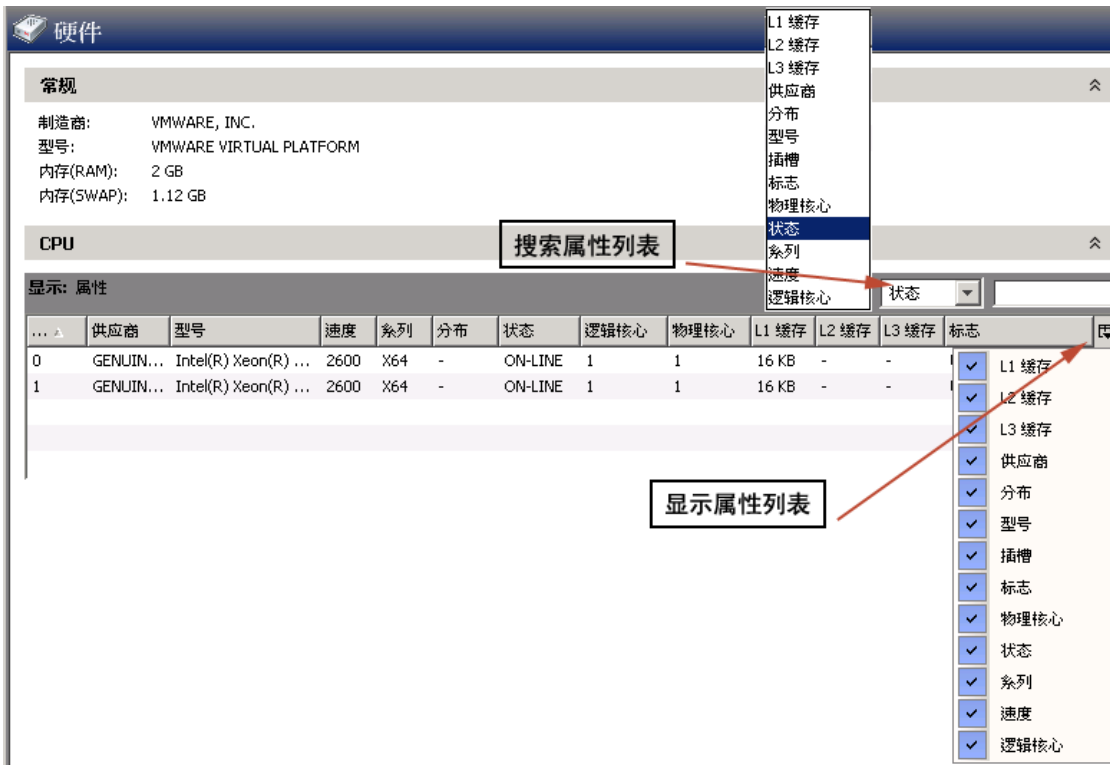 硬件
L1 缓存
L2 缓存
L3 缓存
供应商
分布
型号
插槽
标志
物理核心
状态
系列
速度
逻辑核心
常规
制造商: VMWARE, INC.
型号: VMWARE VIRTUAL PLATFORM
内存(RAM): 2 GB
内存(SWAP): 1.12 GB
CPU
搜索属性列表
显示: 属性 状态
... 供应商 型号 速度 系列 分布 状态 逻辑核心 物理核心 L1 缓存 L2 缓存 L3 缓存 标志
0 GENUIN... Intel(R) Xeon(R) ... 2600 X64 - ON-LINE 1 1 16 KB - -
1 GENUIN... Intel(R) Xeon(R) ... 2600 X64 - ON-LINE 1 1 16 KB - -
L1 缓存
L2 缓存
L3 缓存
供应商
分布
型号
插槽
标志
物理核心
状态
系列
速度
逻辑核心
显示属性列表